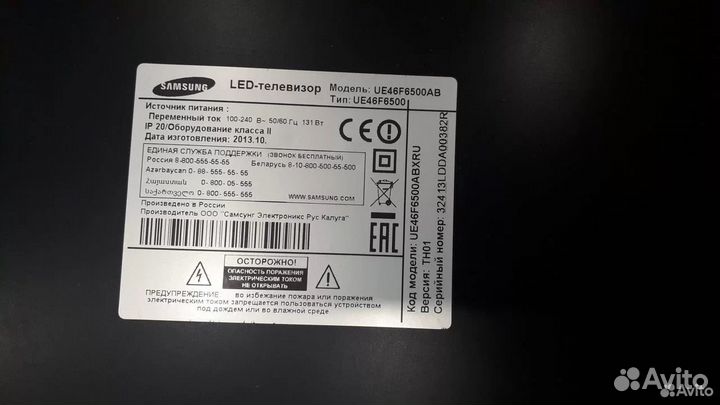 SAMSUNG
LED-телевизор
Модель: UE46F6500AB
Тип: UE46F6500
Источник питания :
Переменный ток 100-240 В~ 50/60 Гц 131 Вт
IP 20/Оборудование класса II
Дата изготовления: 2013.10.
ЕДИНАЯ СЛУЖБА ПОДДЕРЖКИ (ЗВОНОК БЕСПЛАТНЫЙ)
Россия 8-800-555-55-55 Беларусь 8-10-800-500-55-500
Azərbaycan 0-88-555-55-55
Հայաստան 0-800-05-555
საქართველო 0-800-555-555
WWW.SAMSUNG.COM
Произведено в России
Производитель ООО "Самсунг Электроникс Рус Калуга"
CE
EAC
ОСТОРОЖНО!
ОПАСНОСТЬ ПОРАЖЕНИЯ
ЭЛЕКТРИЧЕСКИМ ТОКОМ
НЕ ОТКРЫВАТЬ
ПРЕДУПРЕЖДЕНИЕ во избежание пожара или поражения
электрическим током запрещается пользоваться устройством
под дождем или во влажной среде
Код модели: UE46F6500ABXRU
Версия: TH01
Серийный номер: 32413LDDA00382R
Avito
Avito